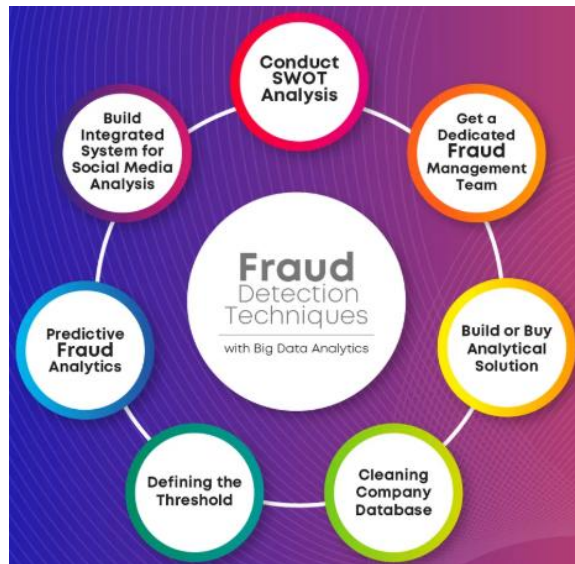 Conduct
SWOT
Analysis
Get a
Dedicated
Fraud
Management
Team
Build or Buy
Analytical
Solution
Cleaning
Company
Database
Defining the
Threshold
Predictive
Fraud
Analytics
Build
Integrated
System for
Social Media
Analysis
Fraud
Detection
Techniques
with Big Data Analytics